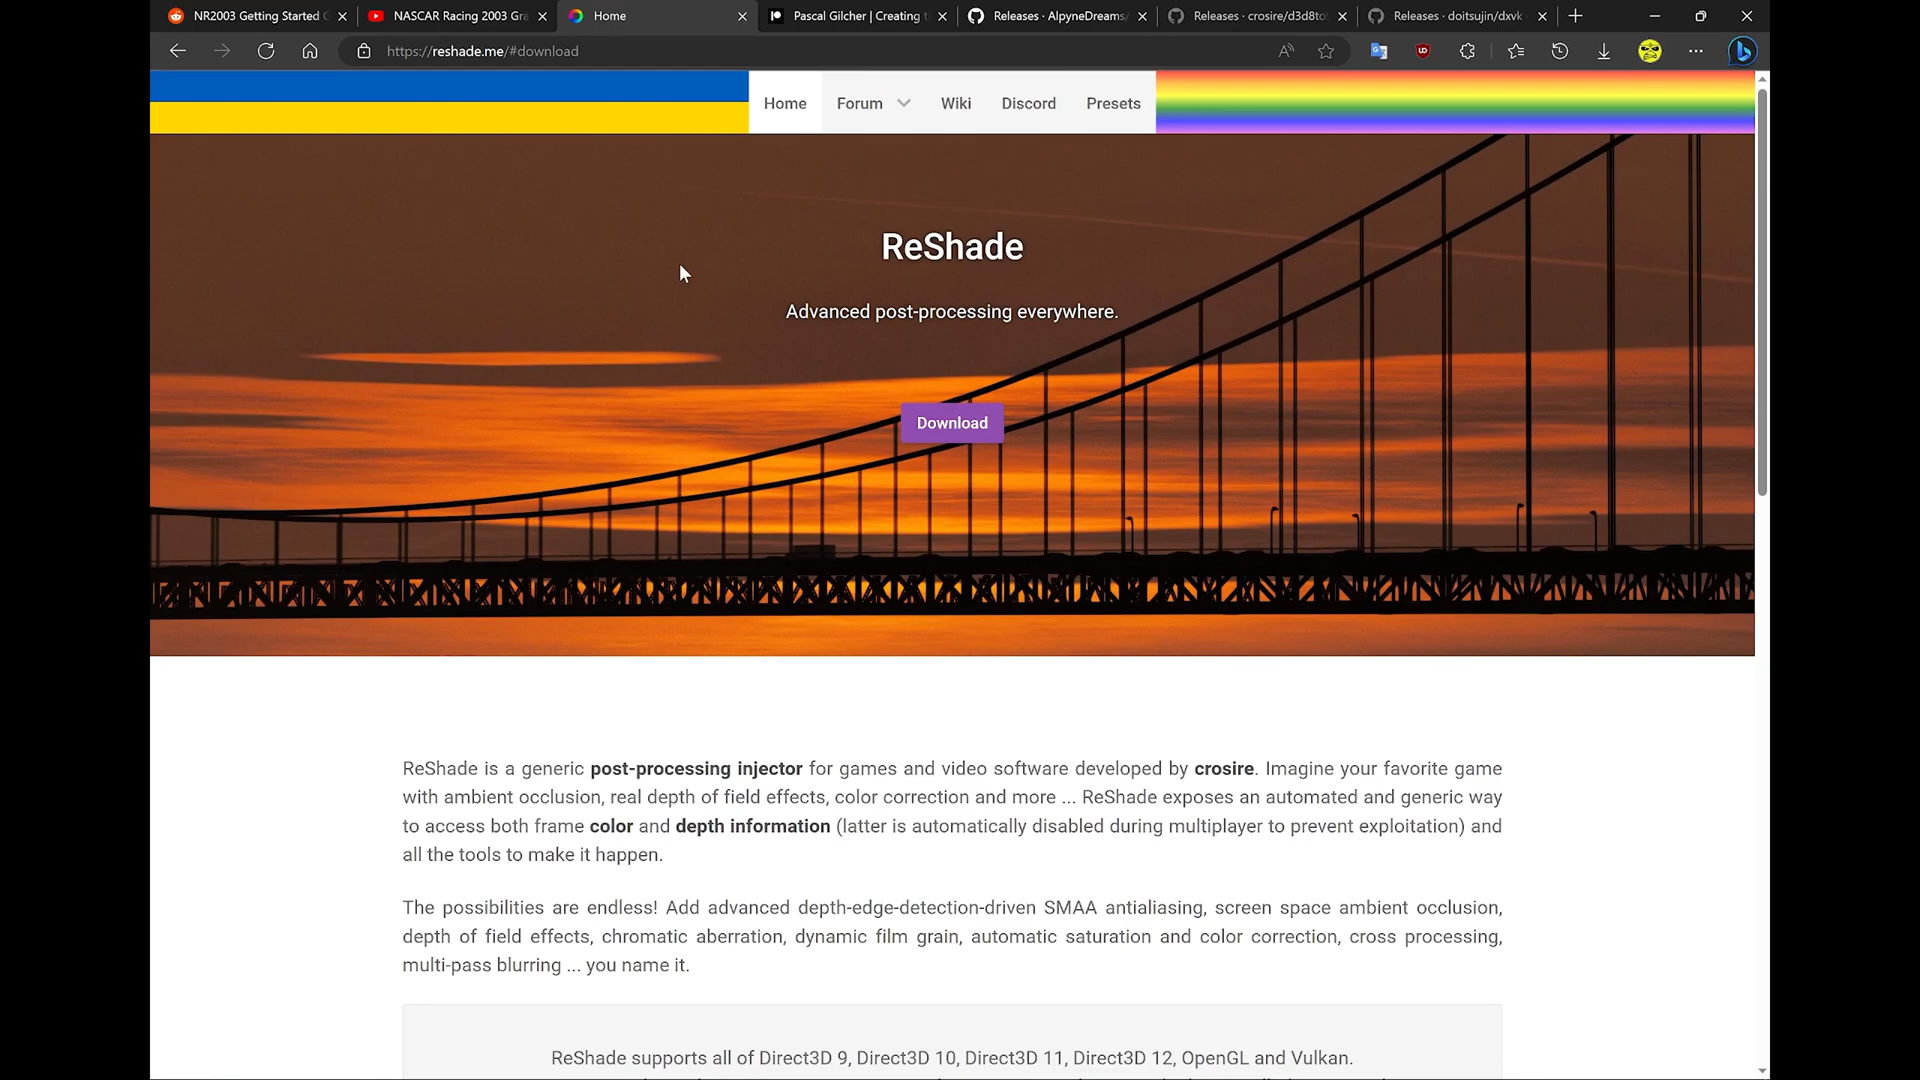 NR2003 Getting Started
NASCAR Racing 2003 Gra
Home
Pascal Gilcher | Creating
Releases · AlpyneDreams/
Releases · crosire/d3d8to
Releases · doitsujin/dxvk
https://reshade.me/#download
Home
Forum
Wiki
Discord
Presets
ReShade
Advanced post-processing everywhere.
Download
ReShade is a generic post-processing injector for games and video software developed by crosire. Imagine your favorite game
with ambient occlusion, real depth of field effects, color correction and more ... ReShade exposes an automated and generic way
to access both frame color and depth information (latter is automatically disabled during multiplayer to prevent exploitation) and
all the tools to make it happen.
The possibilities are endless! Add advanced depth-edge-detection-driven SMAA antialiasing, screen space ambient occlusion,
depth of field effects, chromatic aberration, dynamic film grain, automatic saturation and color correction, cross processing,
multi-pass blurring ... you name it.
ReShade supports all of Direct3D 9, Direct3D 10, Direct3D 11, Direct3D 12, OpenGL and Vulkan.